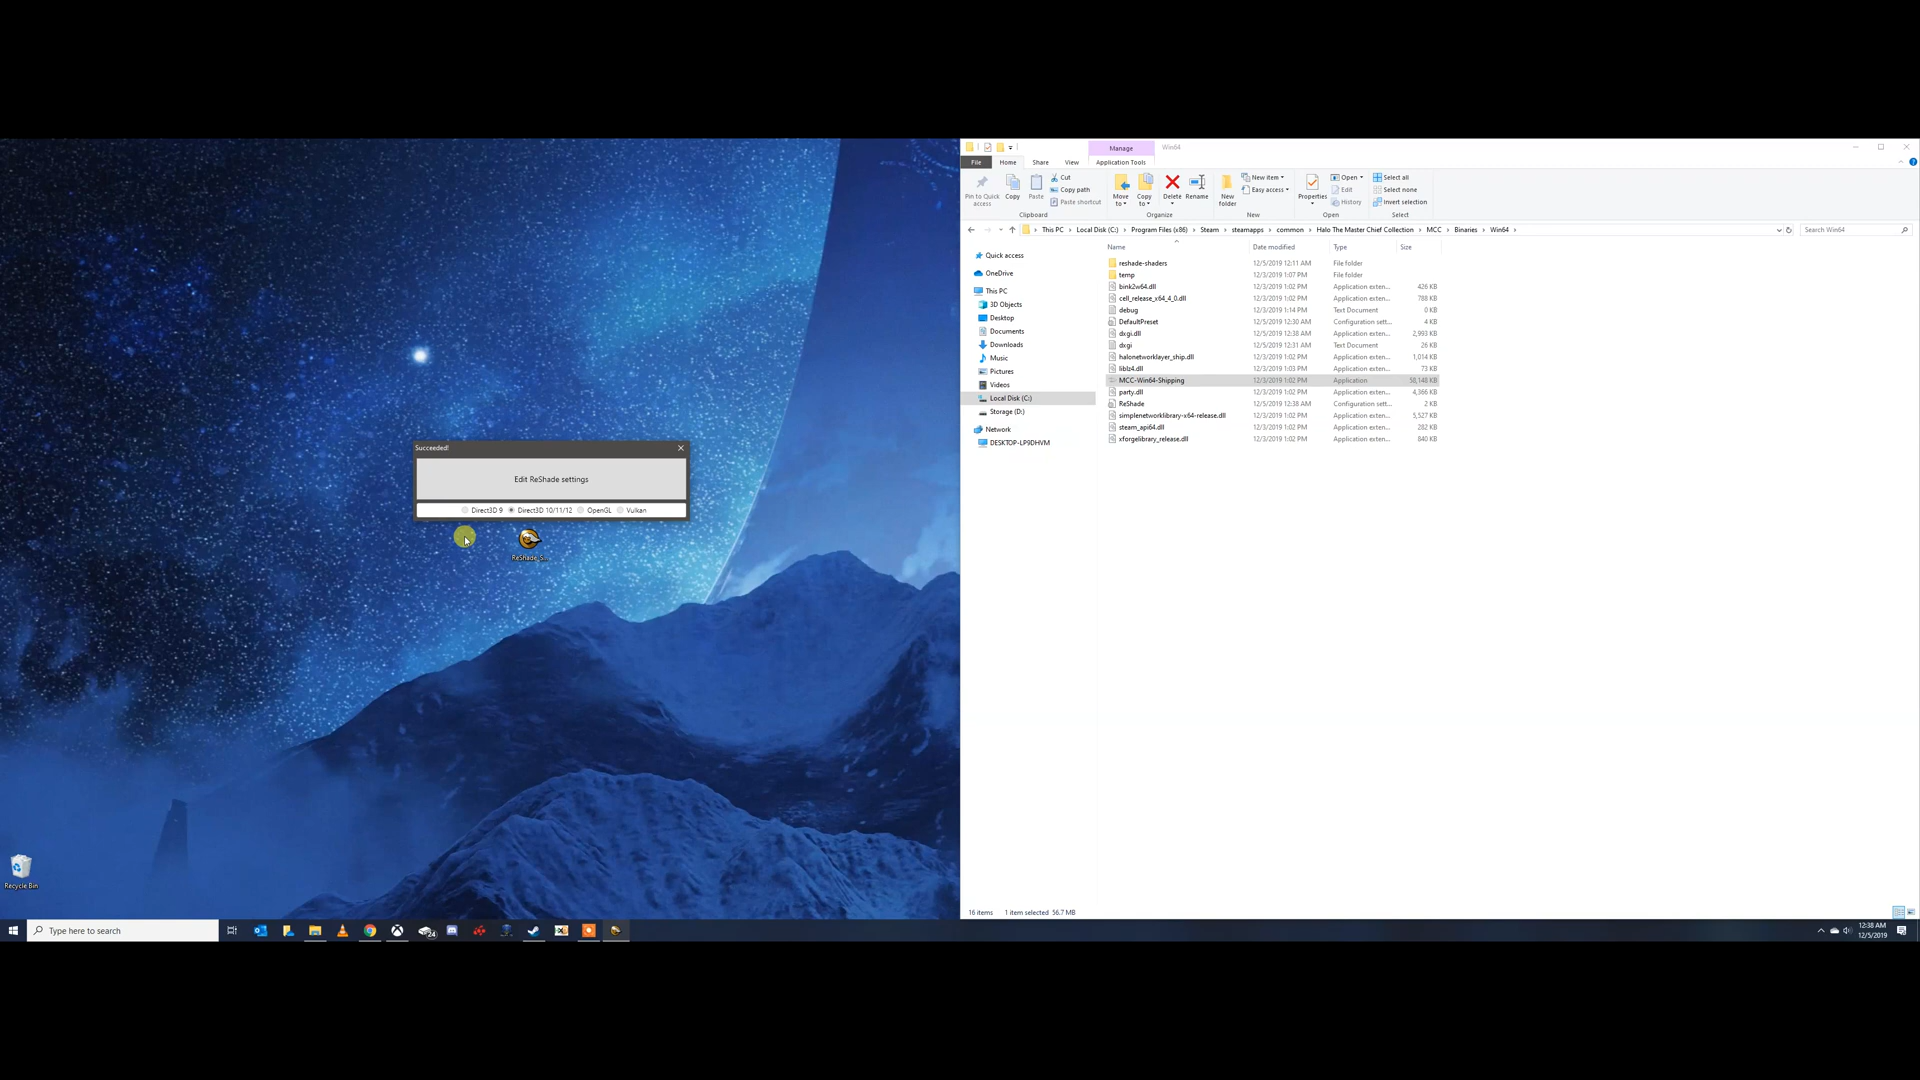 Succeeded!
Edit ReShade settings
Direct3D 9 Direct3D 10/11/12 OpenGL Vulkan
ReShade_S...
Recycle Bin
Manage Win64
File Home Share View Application Tools
Pin to Quick access
Copy
Paste
Cut
Copy path
Paste shortcut
Clipboard
Move to
Copy to
Delete
Rename
Organize
New folder
New item
Easy access
New
Properties
Open
Edit
History
Open
Select all
Select none
Invert selection
Select
This PC Local Disk (C:) Program Files (x86) Steam steamapps common Halo The Master Chief Collection MCC Binaries Win64
Search Win64
Quick access
OneDrive
This PC
3D Objects
Desktop
Documents
Downloads
Music
Pictures
Videos
Local Disk (C:)
Storage (D:)
Network
DESKTOP-LP9DHVM
Name Date modified Type Size
reshade-shaders 12/5/2019 12:11 AM File folder
temp 12/3/2019 1:07 PM File folder
bink2w64.dll 12/3/2019 1:02 PM Application exten... 426 KB
cell_release_x64_4_0.dll 12/3/2019 1:02 PM Application exten... 788 KB
debug 12/3/2019 1:14 PM Text Document 0 KB
DefaultPreset 12/5/2019 12:30 AM Configuration sett... 4 KB
dxgi.dll 12/5/2019 12:38 AM Application exten... 2,993 KB
dxgi 12/5/2019 12:31 AM Text Document 26 KB
halonetworklayer_ship.dll 12/3/2019 1:02 PM Application exten... 1,014 KB
liblz4.dll 12/3/2019 1:03 PM Application exten... 73 KB
MCC-Win64-Shipping 12/3/2019 1:02 PM Application 58,148 KB
party.dll 12/3/2019 1:02 PM Application exten... 4,366 KB
ReShade 12/5/2019 12:38 AM Configuration sett... 2 KB
simplenetworklibrary-x64-release.dll 12/3/2019 1:02 PM Application exten... 5,527 KB
steam_api64.dll 12/3/2019 1:02 PM Application exten... 282 KB
xforgelibrary_release.dll 12/3/2019 1:02 PM Application exten... 840 KB
16 items 1 item selected 56.7 MB
Type here to search
24
12:38 AM
12/5/2019